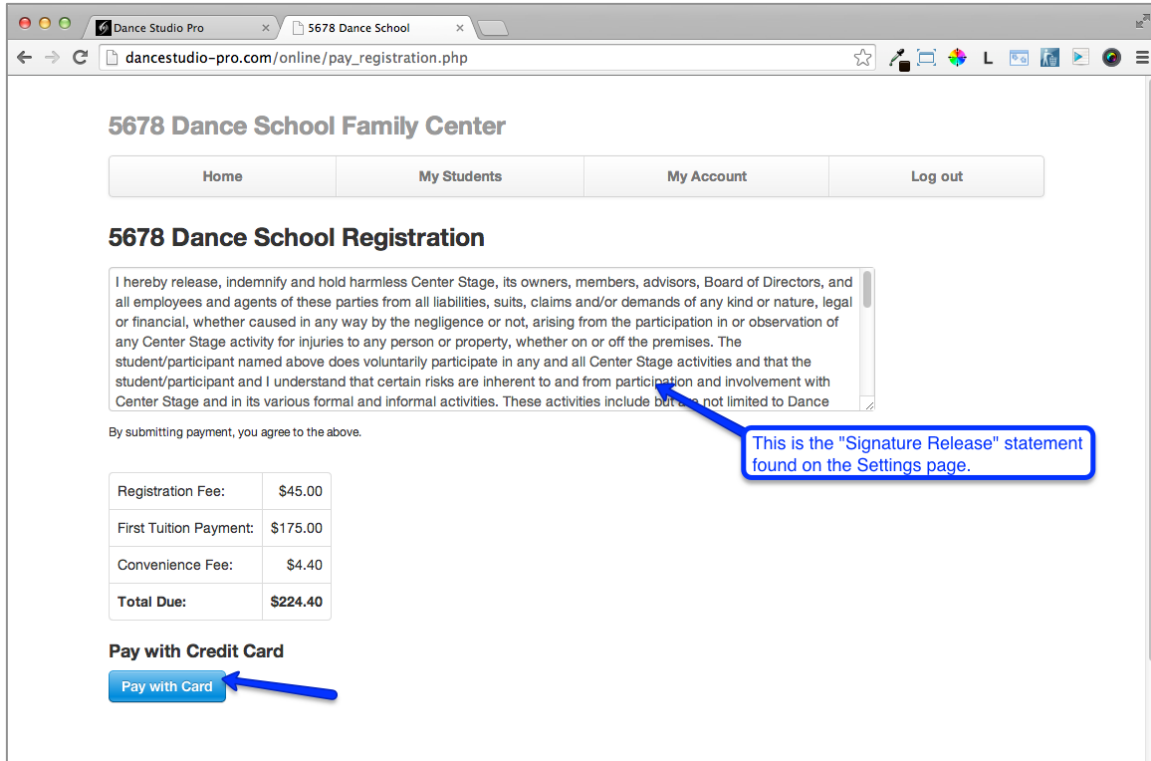 Dance Studio Pro
5678 Dance School
dancestudio-pro.com/online/pay_registration.php
L
5678 Dance School Family Center
Home My Students My Account Log out
5678 Dance School Registration
I hereby release, indemnify and hold harmless Center Stage, its owners, members, advisors, Board of Directors, and
all employees and agents of these parties from all liabilities, suits, claims and/or demands of any kind or nature, legal
or financial, whether caused in any way by the negligence or not, arising from the participation in or observation of
any Center Stage activity for injuries to any person or property, whether on or off the premises. The
student/participant named above does voluntarily participate in any and all Center Stage activities and that the
student/participant and I understand that certain risks are inherent to and from participation and involvement with
Center Stage and in its various formal and informal activities. These activities include but are not limited to Dance
By submitting payment, you agree to the above.
This is the "Signature Release" statement
found on the Settings page.
Registration Fee: $45.00
First Tuition Payment: $175.00
Convenience Fee: $4.40
Total Due: $224.40
Pay with Credit Card
Pay with Card